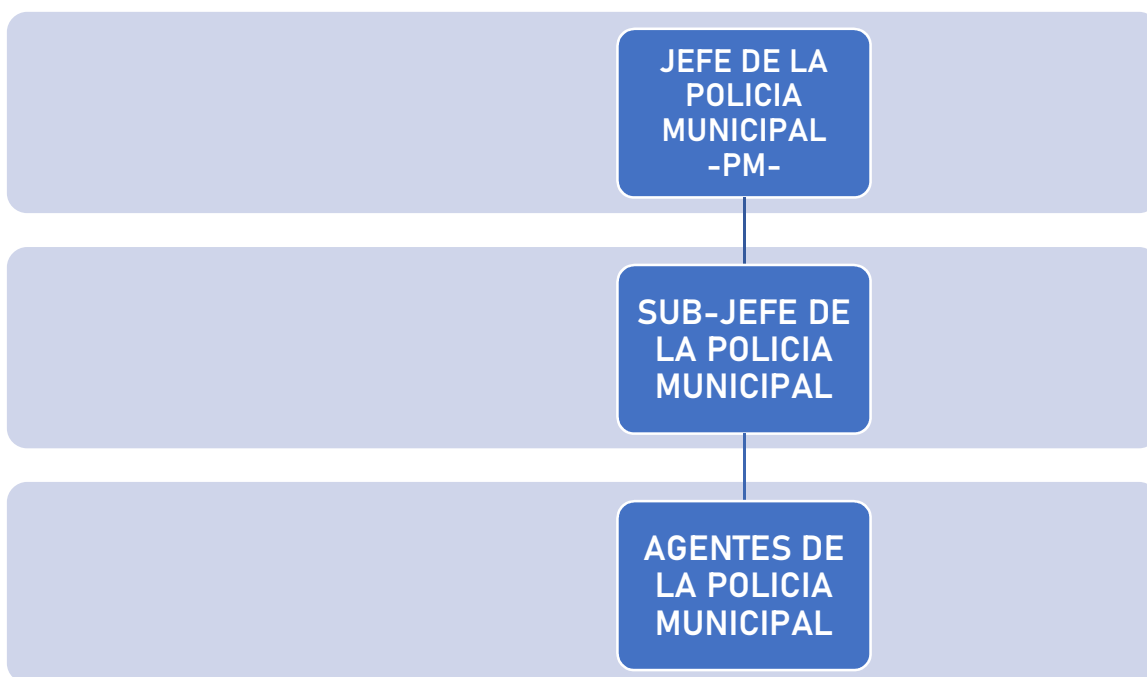 JEFE DE LA
POLICIA
MUNICIPAL
-PM-
SUB-JEFE DE
LA POLICIA
MUNICIPAL
AGENTES DE
LA POLICIA
MUNICIPAL